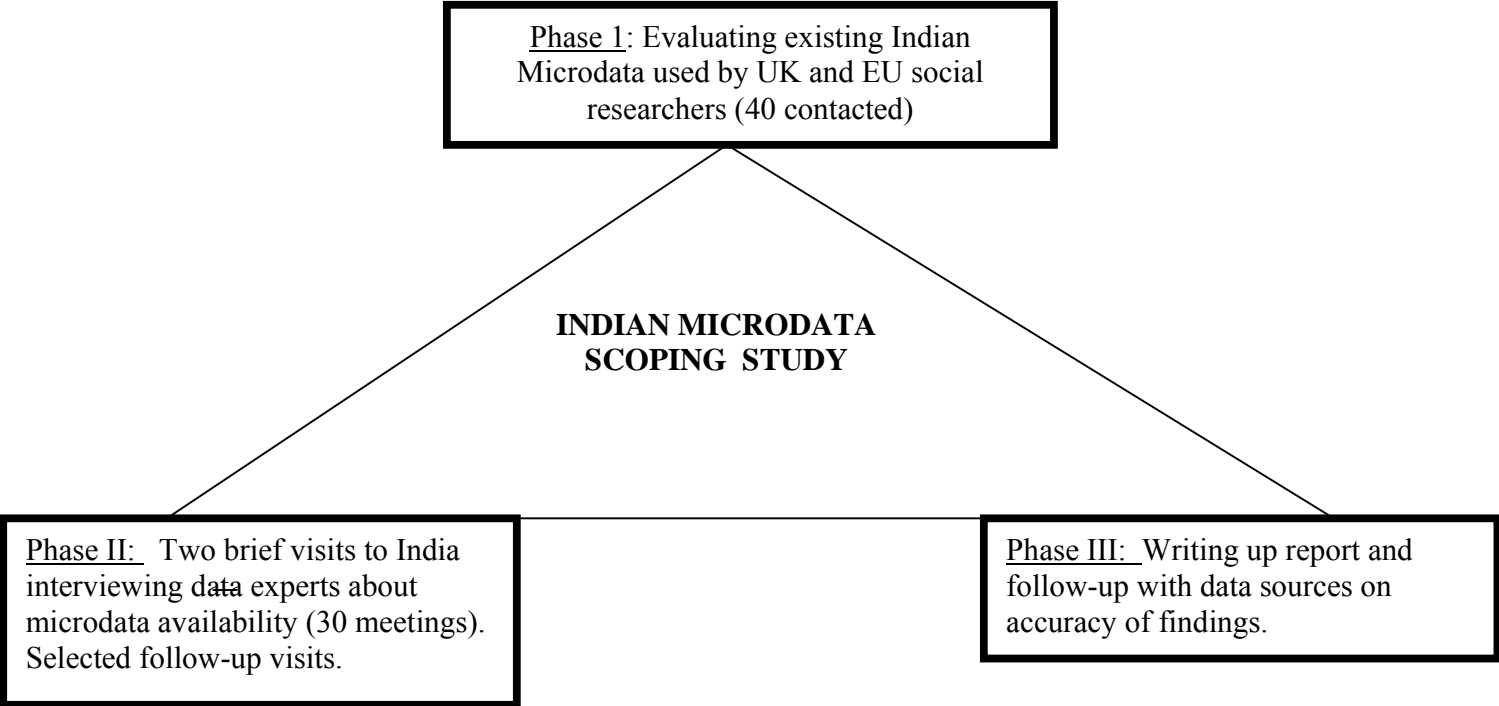 Phase 1: Evaluating existing Indian
Microdata used by UK and EU social
researchers (40 contacted)
INDIAN MICRODATA
SCOPING STUDY
Phase II: Two brief visits to India
interviewing data experts about
microdata availability (30 meetings).
Selected follow-up visits.
Phase III: Writing up report and
follow-up with data sources on
accuracy of findings.